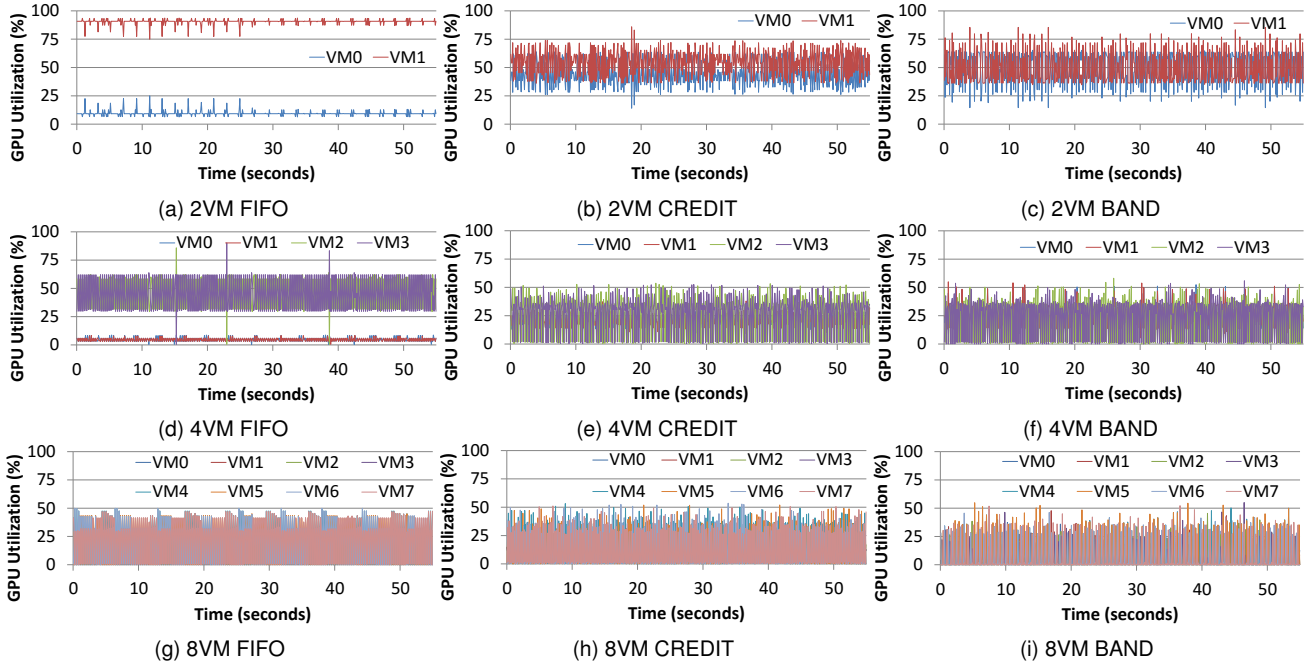 GPU Utilization (%)
100
75
50
25
0
VM0 VM1
0 10 20 30 40 50
Time (seconds)
(a) 2VM FIFO
GPU Utilization (%)
100
75
50
25
0
VM0 VM1
0 10 20 30 40 50
Time (seconds)
(b) 2VM CREDIT
GPU Utilization (%)
100
75
50
25
0
VM0 VM1
0 10 20 30 40 50
Time (seconds)
(c) 2VM BAND
GPU Utilization (%)
100
75
50
25
0
VM0 VM1 VM2 VM3
0 10 20 30 40 50
Time (seconds)
(d) 4VM FIFO
GPU Utilization (%)
100
75
50
25
0
VM0 VM1 VM2 VM3
0 10 20 30 40 50
Time (seconds)
(e) 4VM CREDIT
GPU Utilization (%)
100
75
50
25
0
VM0 VM1 VM2 VM3
0 10 20 30 40 50
Time (seconds)
(f) 4VM BAND
GPU Utilization (%)
100
75
50
25
0
VM0 VM1 VM2 VM3
VM4 VM5 VM6 VM7
0 10 20 30 40 50
Time (seconds)
(g) 8VM FIFO
GPU Utilization (%)
100
75
50
25
0
VM0 VM1 VM2 VM3
VM4 VM5 VM6 VM7
0 10 20 30 40 50
Time (seconds)
(h) 8VM CREDIT
GPU Utilization (%)
100
75
50
25
0
VM0 VM1 VM2 VM3
VM4 VM5 VM6 VM7
0 10 20 30 40 50
Time (seconds)
(i) 8VM BAND